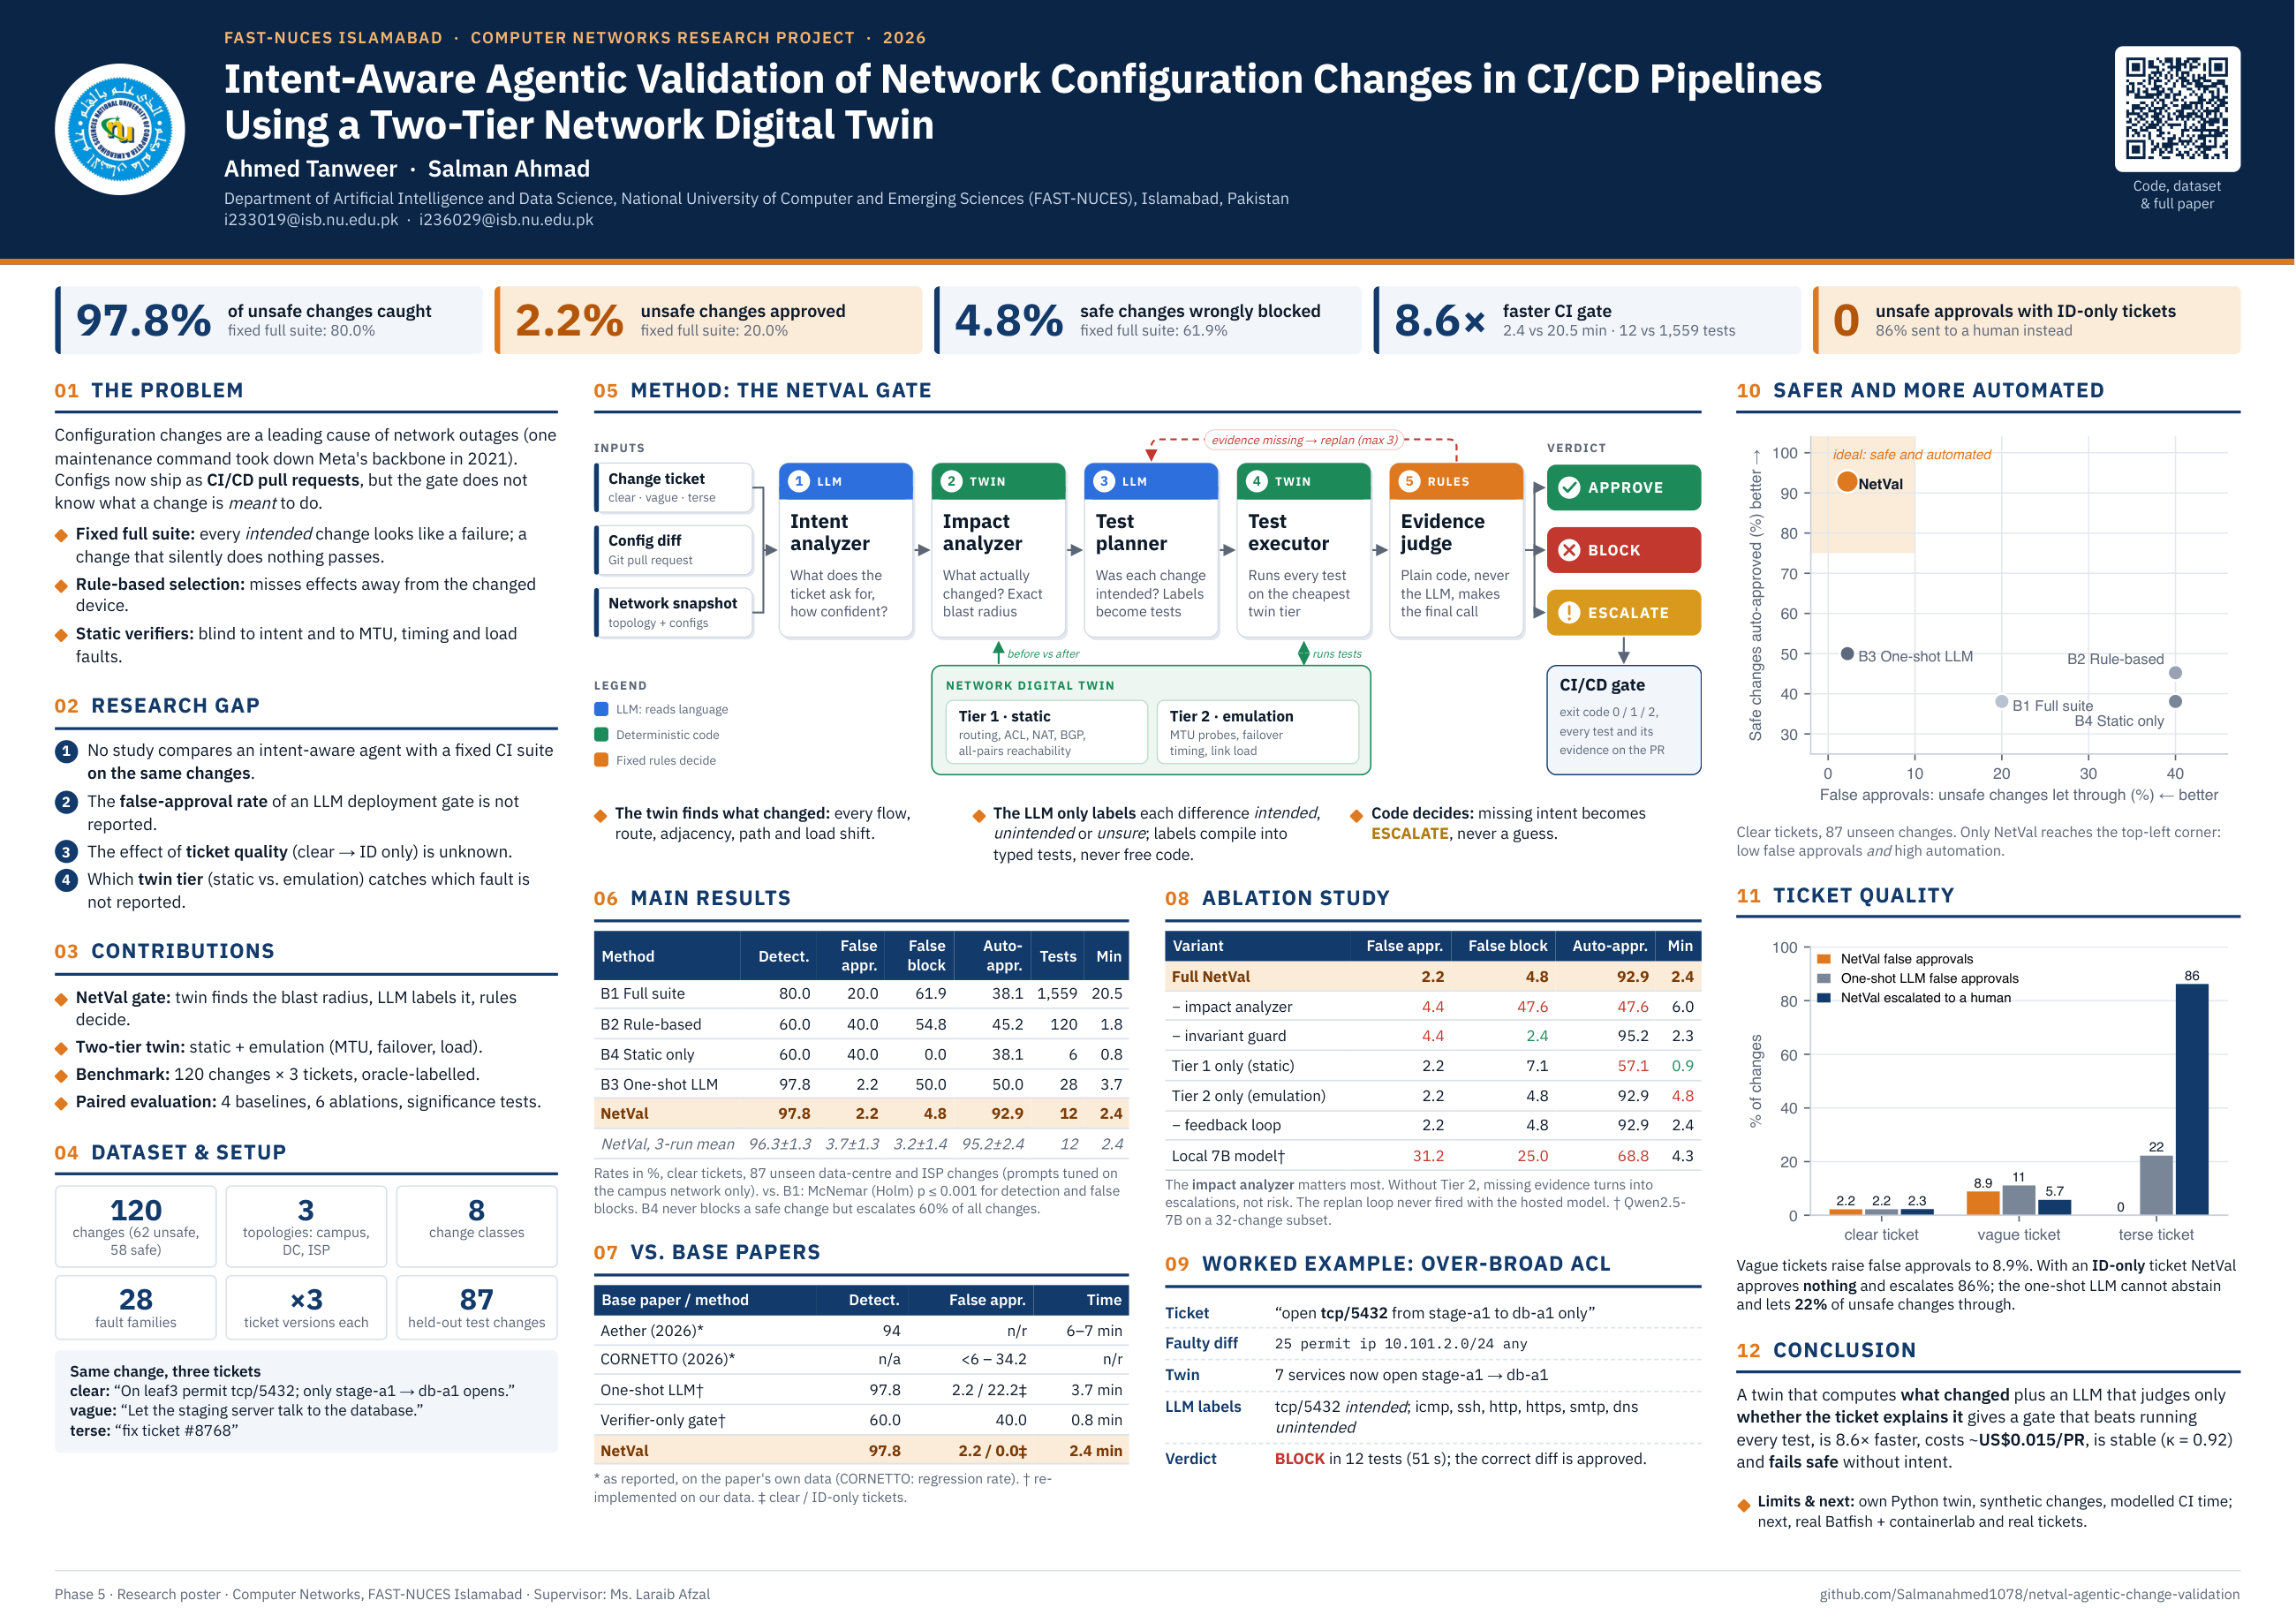 FAST-NUCES ISLAMABAD · COMPUTER NETWORKS RESEARCH PROJECT · 2026
Intent-Aware Agentic Validation of Network Configuration Changes in CI/CD Pipelines
Using a Two-Tier Network Digital Twin
Ahmed Tanweer · Salman Ahmad
Department of Artificial Intelligence and Data Science, National University of Computer and Emerging Sciences (FAST-NUCES), Islamabad, Pakistan
i233019@isb.nu.edu.pk · i236029@isb.nu.edu.pk
Code, dataset
& full paper
97.8% of unsafe changes caught
fixed full suite: 80.0%
2.2% unsafe changes approved
fixed full suite: 20.0%
4.8% safe changes wrongly blocked
fixed full suite: 61.9%
8.6× faster CI gate
2.4 vs 20.5 min · 12 vs 1,559 tests
0 unsafe approvals with ID-only tickets
86% sent to a human instead
01 THE PROBLEM
Configuration changes are a leading cause of network outages (one
maintenance command took down Meta's backbone in 2021).
Configs now ship as CI/CD pull requests, but the gate does not
know what a change is meant to do.
Fixed full suite: every intended change looks like a failure; a
change that silently does nothing passes.
Rule-based selection: misses effects away from the changed
device.
Static verifiers: blind to intent and to MTU, timing and load
faults.
02 RESEARCH GAP
1 No study compares an intent-aware agent with a fixed CI suite
on the same changes.
2 The false-approval rate of an LLM deployment gate is not
reported.
3 The effect of ticket quality (clear → ID only) is unknown.
4 Which twin tier (static vs. emulation) catches which fault is
not reported.
03 CONTRIBUTIONS
NetVal gate: twin finds the blast radius, LLM labels it, rules
decide.
Two-tier twin: static + emulation (MTU, failover, load).
Benchmark: 120 changes × 3 tickets, oracle-labelled.
Paired evaluation: 4 baselines, 6 ablations, significance tests.
04 DATASET & SETUP
120
changes (62 unsafe,
58 safe)
3
topologies: campus,
DC, ISP
8
change classes
28
fault families
×3
ticket versions each
87
held-out test changes
Same change, three tickets
clear: “On leaf3 permit tcp/5432; only stage-a1 → db-a1 opens.”
vague: “Let the staging server talk to the database.”
terse: “fix ticket #8768”
05 METHOD: THE NETVAL GATE
INPUTS
Change ticket
clear · vague · terse
Config diff
Git pull request
Network snapshot
topology + configs
evidence missing → replan (max 3)
1 LLM
Intent
analyzer
What does the
ticket ask for,
how confident?
2 TWIN
Impact
analyzer
What actually
changed? Exact
blast radius
3 LLM
Test
planner
Was each change
intended? Labels
become tests
4 TWIN
Test
executor
Runs every test
on the cheapest
twin tier
5 RULES
Evidence
judge
Plain code, never
the LLM, makes
the final call
VERDICT
APPROVE
BLOCK
ESCALATE
before vs after
runs tests
LEGEND
LLM: reads language
Deterministic code
Fixed rules decide
NETWORK DIGITAL TWIN
Tier 1 · static
routing, ACL, NAT, BGP,
all-pairs reachability
Tier 2 · emulation
MTU probes, failover
timing, link load
CI/CD gate
exit code 0 / 1 / 2,
every test and its
evidence on the PR
The twin finds what changed: every flow,
route, adjacency, path and load shift.
The LLM only labels each difference intended,
unintended or unsure; labels compile into
typed tests, never free code.
Code decides: missing intent becomes
ESCALATE, never a guess.
06 MAIN RESULTS
Method Detect. False appr. False block Auto-appr. Tests Min
B1 Full suite 80.0 20.0 61.9 38.1 1,559 20.5
B2 Rule-based 60.0 40.0 54.8 45.2 120 1.8
B4 Static only 60.0 40.0 0.0 38.1 6 0.8
B3 One-shot LLM 97.8 2.2 50.0 50.0 28 3.7
NetVal 97.8 2.2 4.8 92.9 12 2.4
NetVal, 3-run mean 96.3±1.3 3.7±1.3 3.2±1.4 95.2±2.4 12 2.4
Rates in %, clear tickets, 87 unseen data-centre and ISP changes (prompts tuned on
the campus network only). vs. B1: McNemar (Holm) p ≤ 0.001 for detection and false
blocks. B4 never blocks a safe change but escalates 60% of all changes.
07 VS. BASE PAPERS
Base paper / method Detect. False appr. Time
Aether (2026)* 94 n/r 6–7 min
CORNETTO (2026)* n/a <6 – 34.2 n/r
One-shot LLM† 97.8 2.2 / 22.2‡ 3.7 min
Verifier-only gate† 60.0 40.0 0.8 min
NetVal 97.8 2.2 / 0.0‡ 2.4 min
* as reported, on the paper's own data (CORNETTO: regression rate). † re-
implemented on our data. ‡ clear / ID-only tickets.
08 ABLATION STUDY
Variant False appr. False block Auto-appr. Min
Full NetVal 2.2 4.8 92.9 2.4
− impact analyzer 4.4 47.6 47.6 6.0
− invariant guard 4.4 2.4 95.2 2.3
Tier 1 only (static) 2.2 7.1 57.1 0.9
Tier 2 only (emulation) 2.2 4.8 92.9 4.8
− feedback loop 2.2 4.8 92.9 2.4
Local 7B model† 31.2 25.0 68.8 4.3
The impact analyzer matters most. Without Tier 2, missing evidence turns into
escalations, not risk. The replan loop never fired with the hosted model. † Qwen2.5-
7B on a 32-change subset.
09 WORKED EXAMPLE: OVER-BROAD ACL
Ticket “open tcp/5432 from stage-a1 to db-a1 only”
Faulty diff 25 permit ip 10.101.2.0/24 any
Twin 7 services now open stage-a1 → db-a1
LLM labels tcp/5432 intended; icmp, ssh, http, https, smtp, dns
unintended
Verdict BLOCK in 12 tests (51 s); the correct diff is approved.
10 SAFER AND MORE AUTOMATED
Safe changes auto-approved (%) better →
100
90
80
70
60
50
40
30
ideal: safe and automated
NetVal
B3 One-shot LLM
B2 Rule-based
B1 Full suite
B4 Static only
0 10 20 30 40
False approvals: unsafe changes let through (%) ← better
Clear tickets, 87 unseen changes. Only NetVal reaches the top-left corner:
low false approvals and high automation.
11 TICKET QUALITY
% of changes
100
80
60
40
20
0
NetVal false approvals
One-shot LLM false approvals
NetVal escalated to a human
2.2 2.2 2.3
8.9 11 5.7
0 22 86
clear ticket vague ticket terse ticket
Vague tickets raise false approvals to 8.9%. With an ID-only ticket NetVal
approves nothing and escalates 86%; the one-shot LLM cannot abstain
and lets 22% of unsafe changes through.
12 CONCLUSION
A twin that computes what changed plus an LLM that judges only
whether the ticket explains it gives a gate that beats running
every test, is 8.6× faster, costs ~US$0.015/PR, is stable (κ = 0.92)
and fails safe without intent.
Limits & next: own Python twin, synthetic changes, modelled CI time;
next, real Batfish + containerlab and real tickets.
Phase 5 · Research poster · Computer Networks, FAST-NUCES Islamabad · Supervisor: Ms. Laraib Afzal
github.com/Salmanahmed1078/netval-agentic-change-validation